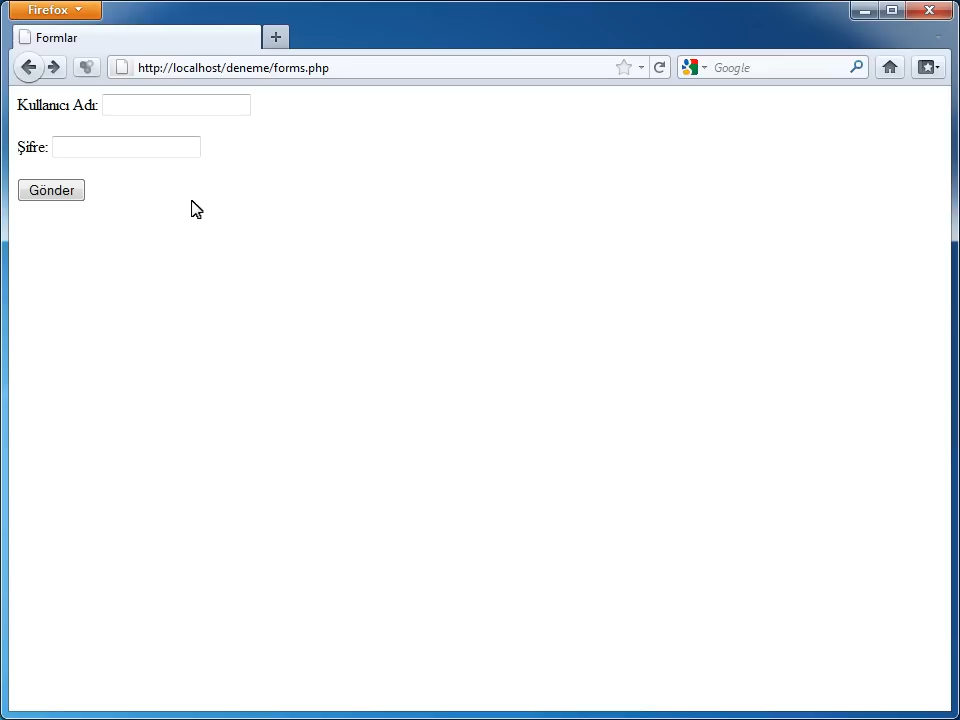 Firefox
Formlar
http://localhost/deneme/forms.php
Google
Kullanıcı Adı:
Şifre:
Gönder